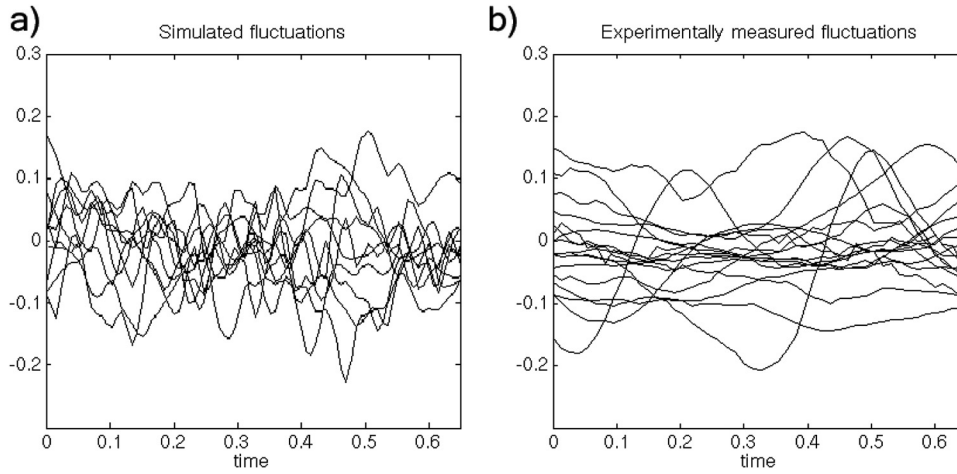 a)
Simulated fluctuations
0.3
0.2
0.1
0
-0.1
-0.2
0 0.1 0.2 0.3 0.4 0.5 0.6
time
b)
Experimentally measured fluctuations
0.3
0.2
0.1
0
-0.1
-0.2
0 0.1 0.2 0.3 0.4 0.5 0.6
time